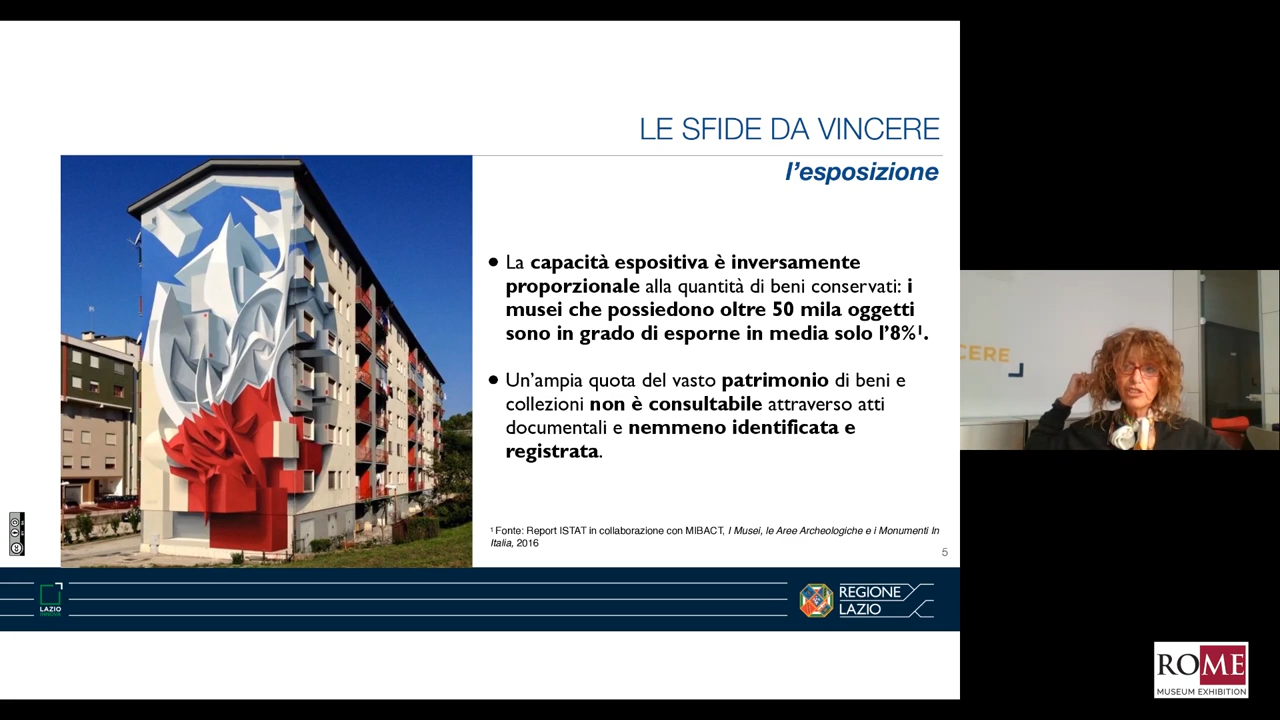 LE SFIDE DA VINCERE
l'esposizione
● La capacità espositiva è inversamente
proporzionale alla quantità di beni conservati: i
musei che possiedono oltre 50 mila oggetti
sono in grado di esporne in media solo l'8%¹.
● Un'ampia quota del vasto patrimonio di beni e
collezioni non è consultabile attraverso atti
documentali e nemmeno identificata e
registrata.
¹ Fonte: Report ISTAT in collaborazione con MIBACT, I Musei, le Aree Archeologiche e i Monumenti In
Italia, 2016
5
LAZIO
INNOVA
REGIONE
LAZIO
CERE
ROME
MUSEUM EXHIBITION